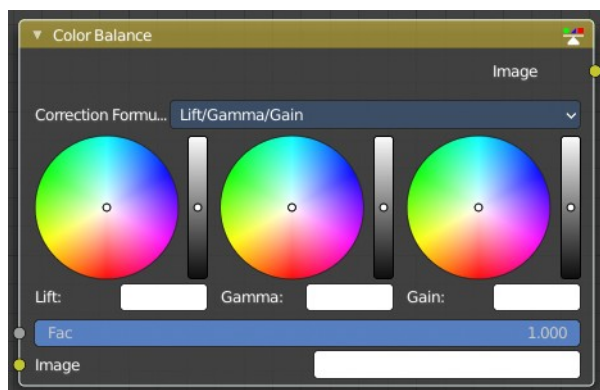 Color Balance
Image
Correction Formu... Lift/Gamma/Gain
Lift: Gamma: Gain:
Fac 1.000
Image